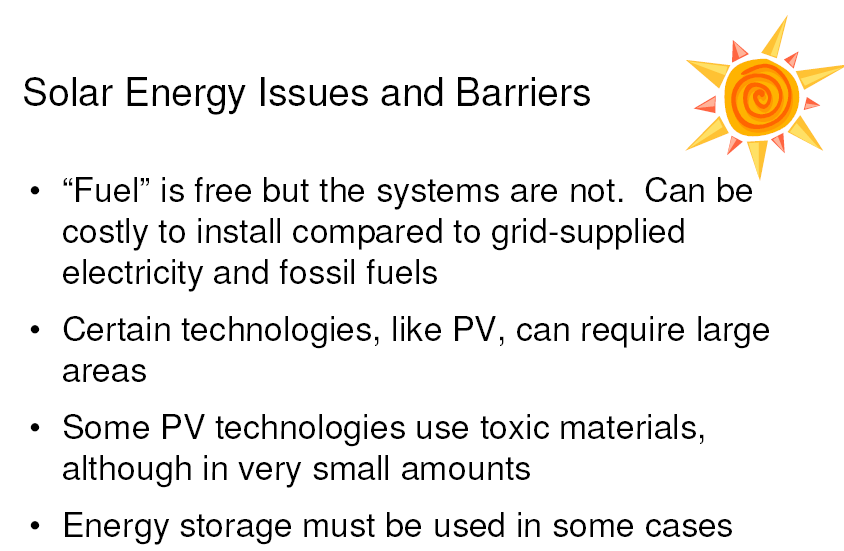 Solar Energy Issues and Barriers
• “Fuel” is free but the systems are not.  Can be
costly to install compared to grid-supplied
electricity and fossil fuels
• Certain technologies, like PV, can require large
areas
• Some PV technologies use toxic materials,
although in very small amounts
• Energy storage must be used in some cases